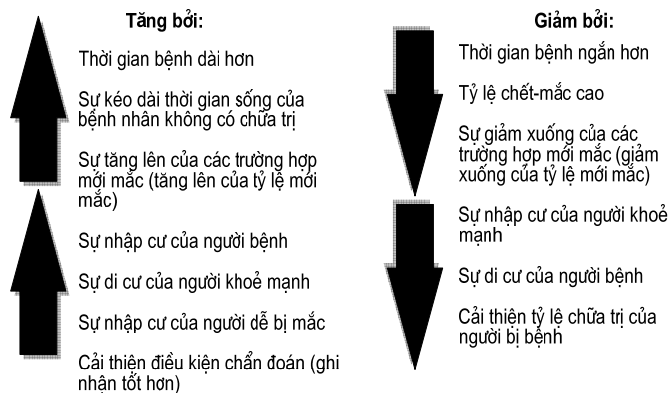 Tăng bởi:
Thời gian bệnh dài hơn
Sự kéo dài thời gian sống của
bệnh nhân không có chữa trị
Sự tăng lên của các trường hợp
mới mắc (tăng lên của tỷ lệ mới
mắc)
Sự nhập cư của người bệnh
Sự di cư của người khoẻ mạnh
Sự nhập cư của người dễ bị mắc
Cải thiện điều kiện chẩn đoán (ghi
nhận tốt hơn)
Giảm bởi:
Thời gian bệnh ngắn hơn
Tỷ lệ chết-mắc cao
Sự giảm xuống của các
trường hợp mới mắc (giảm
xuống của tỷ lệ mới mắc)
Sự nhập cư của người khoẻ
mạnh
Sự di cư của người bệnh
Cải thiện tỷ lệ chữa trị của
người bị bệnh